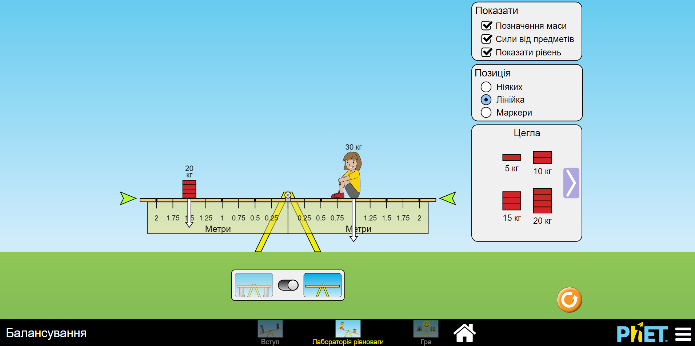 Показати
Позначення маси
Сили від предметів
Показати рівень
Позиція
Ніяких
Лінійка
Маркери
Цегла
5 кг
10 кг
15 кг
20 кг
20
кг
30 кг
2 1.75 1.5 1.25 1 0.75 0.5 0.25 0.25 0.5 0.75 1.25 1.5 1.75 2
Метри Метри
Балансування
Вступ
Лабораторія рівноваги
Гра
PhET